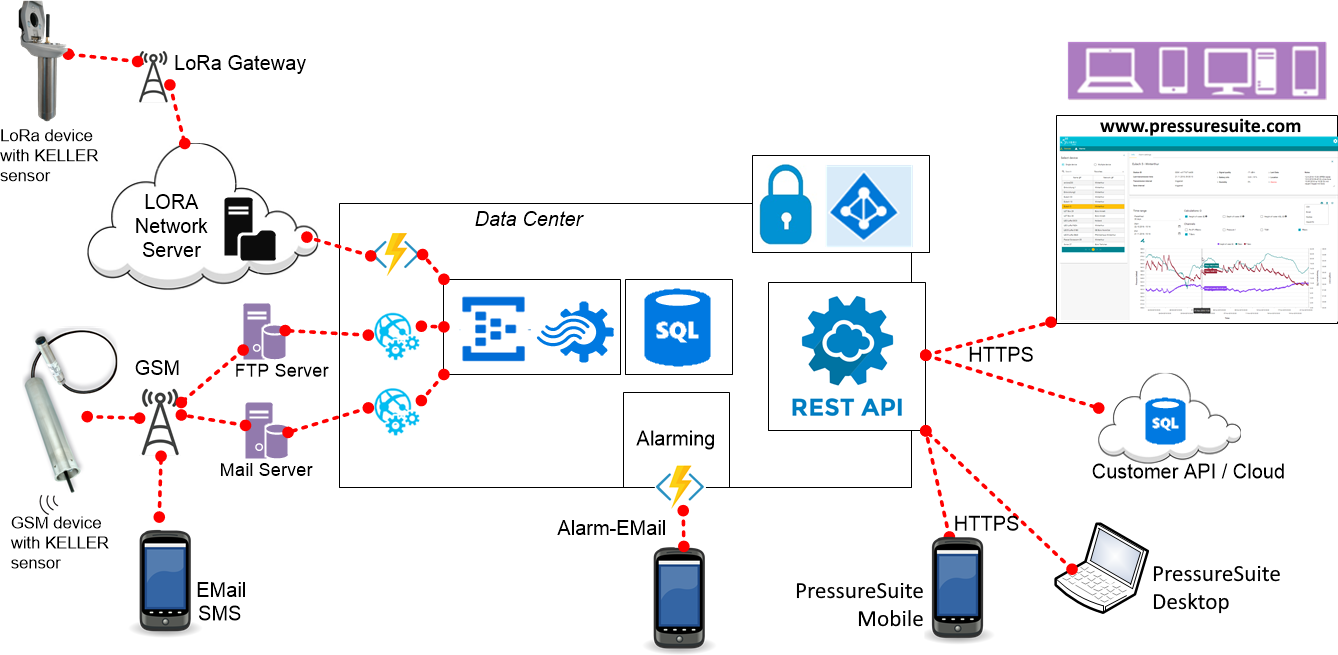 LoRa Gateway
LoRa device
with KELLER
sensor
LORA
Network
Server
Data Center
www.pressuresuite.com
SQL
REST API
HTTPS
GSM
FTP Server
Mail Server
Alarming
SQL
Customer API / Cloud
GSM device
with KELLER
sensor
EMail
SMS
Alarm-EMail
HTTPS
PressureSuite
Mobile
PressureSuite
Desktop